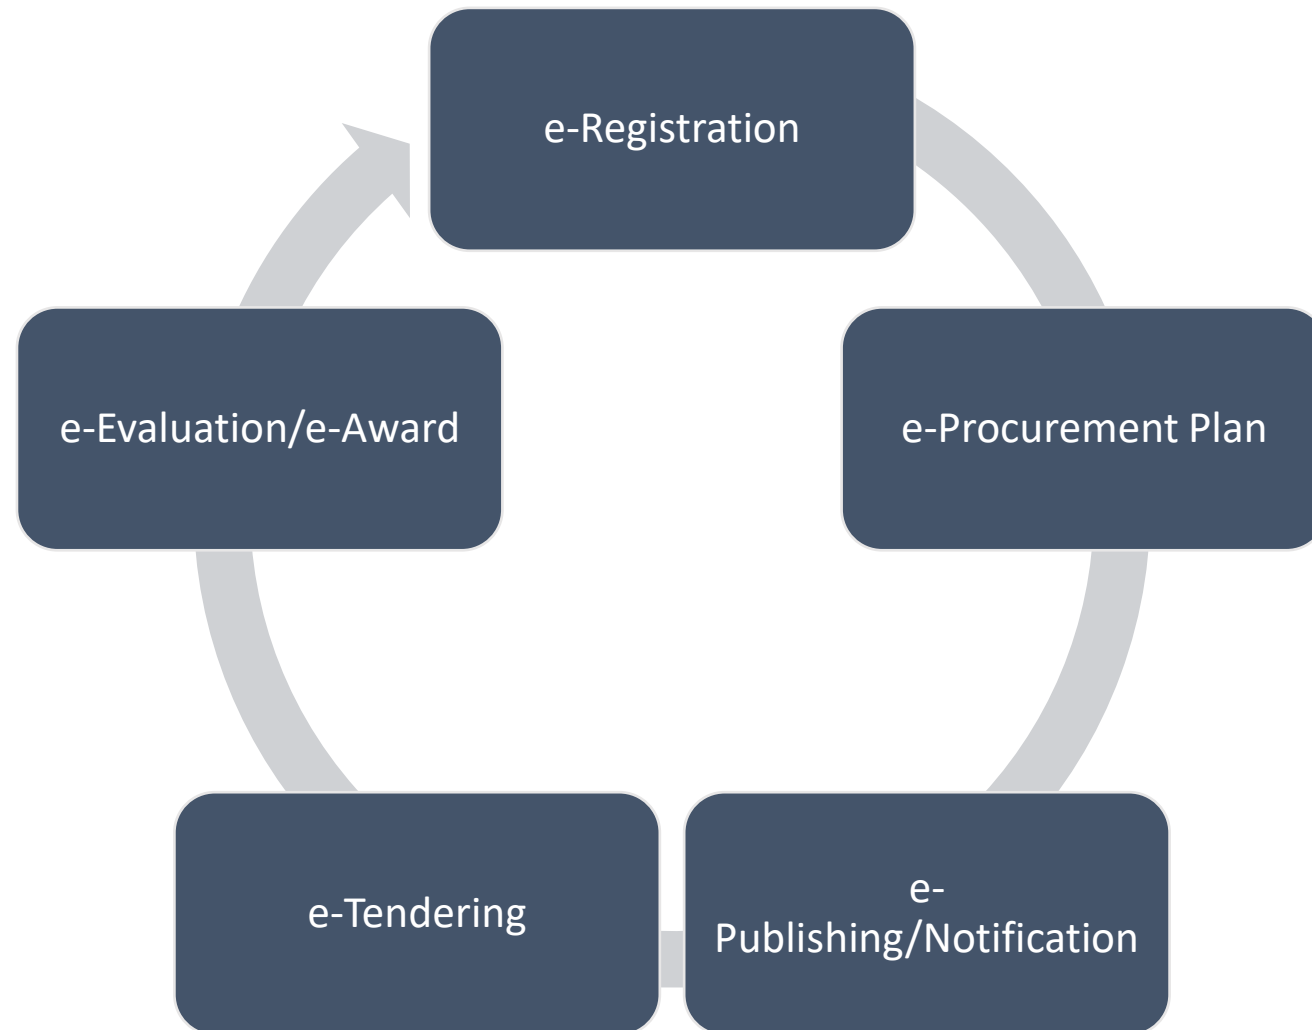 e-Registration
e-Procurement Plan
e-
Publishing/Notification
e-Tendering
e-Evaluation/e-Award